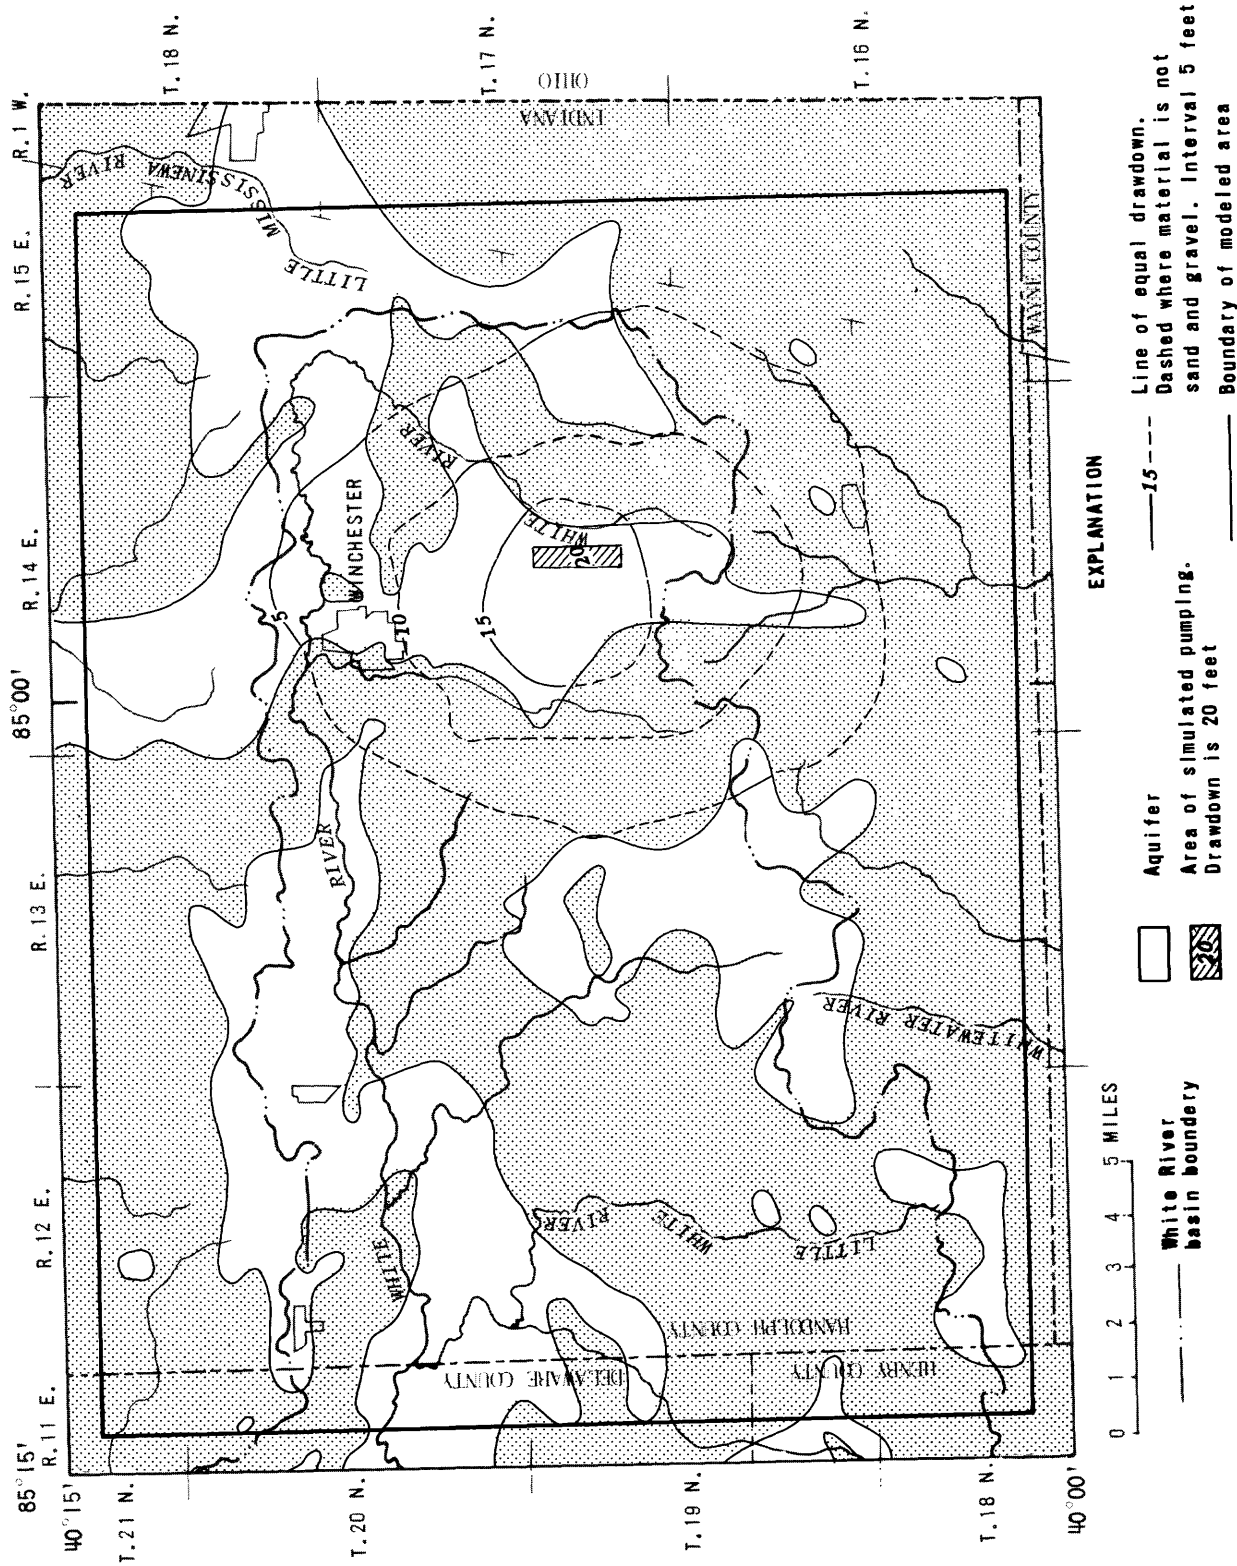 85°15'
R. 11 E.
R. 12 E.
R. 13 E.
85°00'
R. 14 E.
R. 15 E.
R. 1 W.
40°15'
T. 21 N.
T. 20 N.
T. 19 N.
T. 18 N.
40°00'
T. 18 N.
T. 17 N.
T. 16 N.
LITTLE
MISSISSINEWA RIVER
INDIANA
OHIO
WINCHESTER
WHITE
RIVER
WHITE
RIVER
5
10
15
20
LITTLE
WHITE
RIVER
WHITEWATER RIVER
DELAWARE COUNTY
RANDOLPH COUNTY
HENRY COUNTY
WAYNE COUNTY
0 1 2 3 4 5 MILES
EXPLANATION
White River
basin boundery
Aquifer
20
Area of simulated pumping.
Drawdown is 20 feet
15
Line of equal drawdown.
Dashed where material is not
sand and gravel. Interval 5 feet
Boundary of modeled area